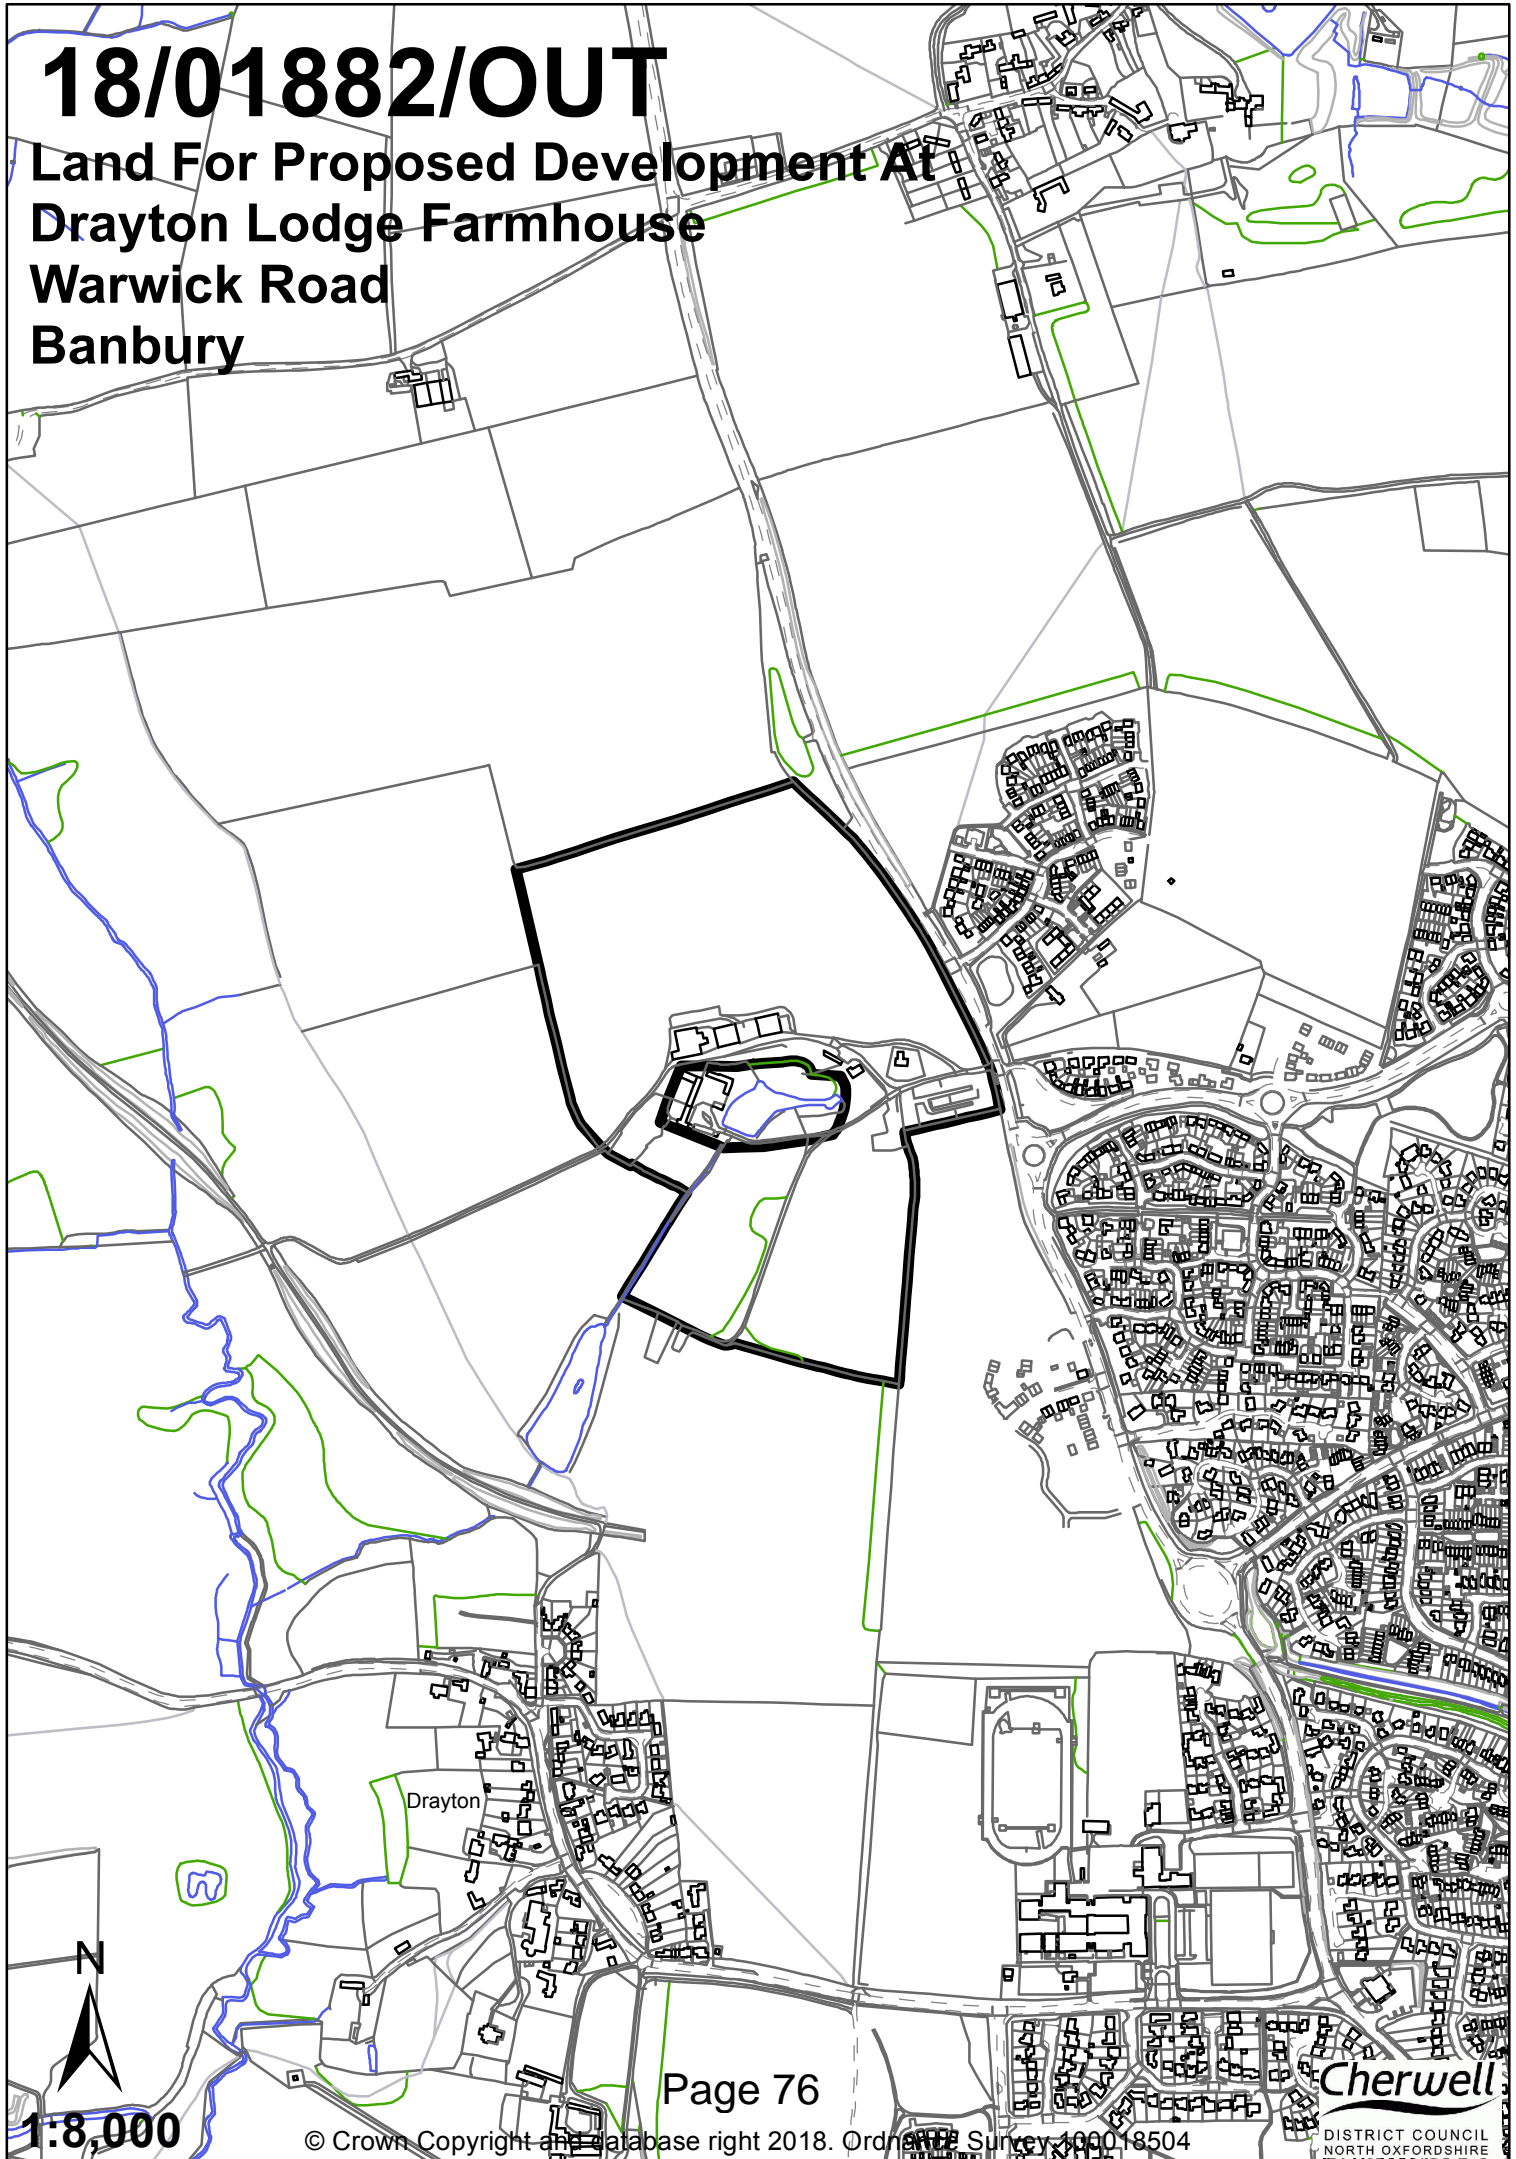 18/01882/OUT
Land For Proposed Development At
Drayton Lodge Farmhouse
Warwick Road
Banbury
Drayton
N
1:8,000
Page 76
© Crown Copyright and database right 2018. Ordnance Survey 100018504
Cherwell
DISTRICT COUNCIL
NORTH OXFORDSHIRE